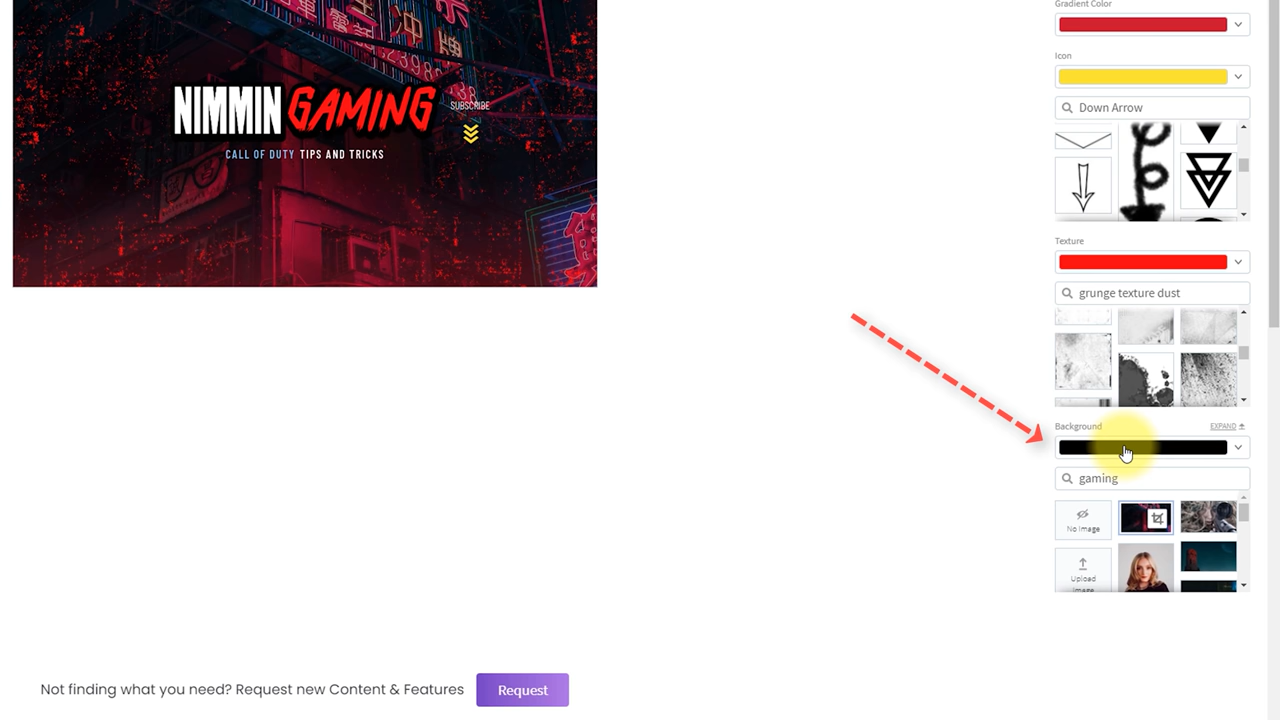 Gradient Color
Icon
Down Arrow
NIMMIN GAMING
SUBSCRIBE
CALL OF DUTY TIPS AND TRICKS
Texture
grunge texture dust
Background
EXPAND
gaming
No Image
Upload
Image
Not finding what you need? Request new Content & Features
Request